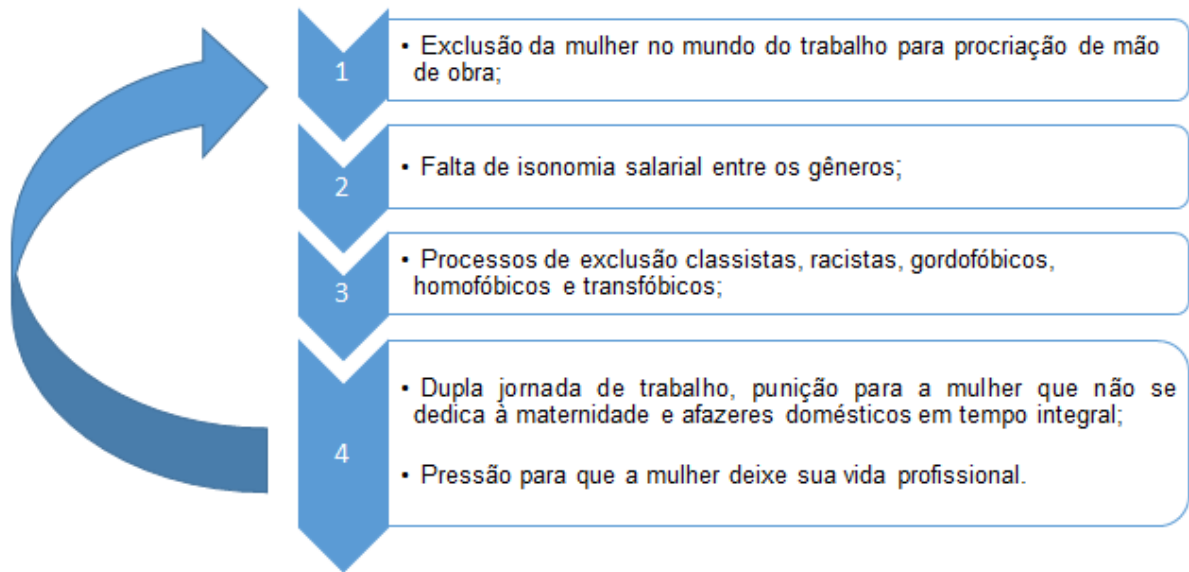 1
• Exclusão da mulher no mundo do trabalho para procriação de mão
de obra;
2
• Falta de isonomia salarial entre os gêneros;
3
• Processos de exclusão classistas, racistas, gordofóbicos,
homofóbicos e transfóbicos;
4
• Dupla jornada de trabalho, punição para a mulher que não se
dedica à maternidade e afazeres domésticos em tempo integral;
• Pressão para que a mulher deixe sua vida profissional.